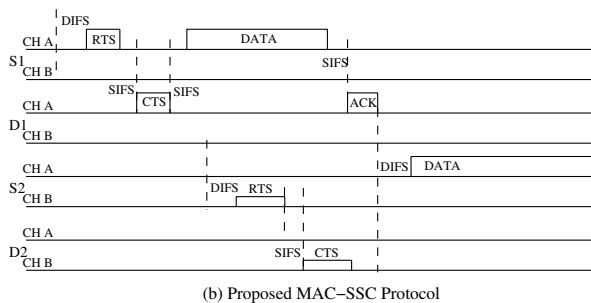 DIFS
CH A RTS DATA
S1 SIFS
CH B
SIFS SIFS
CH A CTS ACK
D1
CH B
CH A DIFS DATA
S2 DIFS RTS
CH B
CH A
D2 SIFS CTS
CH B
(b) Proposed MAC−SSC Protocol